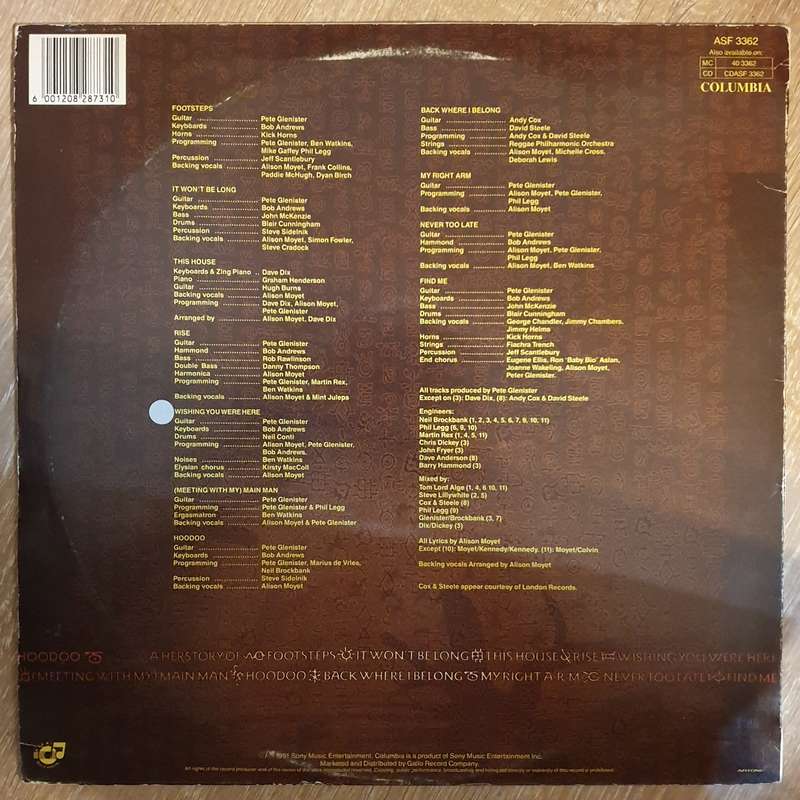 6 001208 287310
ASF 3362
Also available on:
MC 40 3362
CD CDASF 3362
COLUMBIA
FOOTSTEPS
Guitar Pete Glenister
Keyboards Bob Andrews
Horns Kick Horns
Programming Pete Glenister, Ben Watkins,
Mike Gaffey Phil Legg
Percussion Jeff Scantlebury
Backing vocals Alison Moyet, Frank Collins,
Paddie McHugh, Dyan Birch
IT WON'T BE LONG
Guitar Pete Glenister
Keyboards Bob Andrews
Bass John McKenzie
Drums Blair Cunningham
Percussion Steve Sidelnik
Backing vocals Alison Moyet, Simon Fowler,
Steve Cradock
THIS HOUSE
Keyboards & Zing Piano .. Dave Dix
Piano Graham Henderson
Guitar Hugh Burns
Backing vocals Alison Moyet
Programming Dave Dix, Alison Moyet,
Pete Glenister
Arranged by Alison Moyet, Dave Dix
RISE
Guitar Pete Glenister
Hammond Bob Andrews
Bass Rob Rawlinson
Double Bass Danny Thompson
Harmonica Alison Moyet
Programming Pete Glenister, Martin Rex,
Ben Watkins
Backing vocals Alison Moyet & Mint Juleps
WISHING YOU WERE HERE
Guitar Pete Glenister
Keyboards Bob Andrews
Drums Neil Conti
Programming Alison Moyet, Pete Glenister,
Bob Andrews.
Noises Ben Watkins
Elysian chorus Kirsty MacColl
Backing vocals Alison Moyet
(MEETING WITH MY) MAIN MAN
Guitar Pete Glenister
Programming Pete Glenister & Phil Legg
Ergasmatron Ben Watkins
Backing vocals Alison Moyet & Pete Glenister
HOODOO
Guitar Pete Glenister
Keyboards Bob Andrews
Programming Pete Glenister, Marius de Vries,
Neil Brockbank
Percussion Steve Sidelnik
Backing vocals Alison Moyet
BACK WHERE I BELONG
Guitar Andy Cox
Bass David Steele
Programming Andy Cox & David Steele
Strings Reggae Philharmonic Orchestra
Backing vocals Alison Moyet, Michelle Cross,
Deborah Lewis
MY RIGHT ARM
Guitar Pete Glenister
Programming Alison Moyet, Pete Glenister,
Phil Legg
Backing vocals Alison Moyet
NEVER TOO LATE
Guitar Pete Glenister
Hammond Bob Andrews
Programming Alison Moyet, Pete Glenister,
Phil Legg
Backing vocals Alison Moyet, Ben Watkins
FIND ME
Guitar Pete Glenister
Keyboards Bob Andrews
Bass John McKenzie
Drums Blair Cunningham
Backing vocals George Chandler, Jimmy Chambers.
Jimmy Helms
Horns Kick Horns
Strings Fiachra Trench
Percussion Jeff Scantlebury
End chorus Eugene Ellis, Ron 'Baby Bio' Aslan,
Joanne Wakeling, Alison Moyet,
Peter Glenister.
All tracks produced by Pete Glenister
Except on (3): Dave Dix, (8): Andy Cox & David Steele
Engineers:
Neil Brockbank (1, 2, 3, 4, 5, 6, 7, 9, 10, 11)
Phil Legg (6, 9, 10)
Martin Rex (1, 4, 5, 11)
Chris Dickey (3)
John Fryer (3)
Dave Anderson (8)
Barry Hammond (3)
Mixed by:
Tom Lord Alge (1, 4, 6 10, 11)
Steve Lillywhite (2, 5)
Cox & Steele (8)
Phil Legg (9)
Glenister/Brockbank (3, 7)
Dix/Dickey (3)
All Lyrics by Alison Moyet
Except (10): Moyet/Kennedy/Kennedy. (11): Moyet/Colvin
Backing vocals Arranged by Alison Moyet
Cox & Steele appear courtesy of London Records.
HOODOO A HERSTORY OF FOOTSTEPS IT WON'T BE LONG THIS HOUSE RISE WISHING YOU WERE HERE
(MEETING WITH MY) MAIN MAN HOODOO BACK WHERE I BELONG MY RIGHT ARM NEVER TOO LATE FIND ME
1991 Sony Music Entertainment. Columbia is a product of Sony Music Entertainment Inc.
Marketed and Distributed by Gallo Record Company.
All rights of the record producer and of the owner of the work reproduced reserved. Copying, public performance, broadcasting and hiring